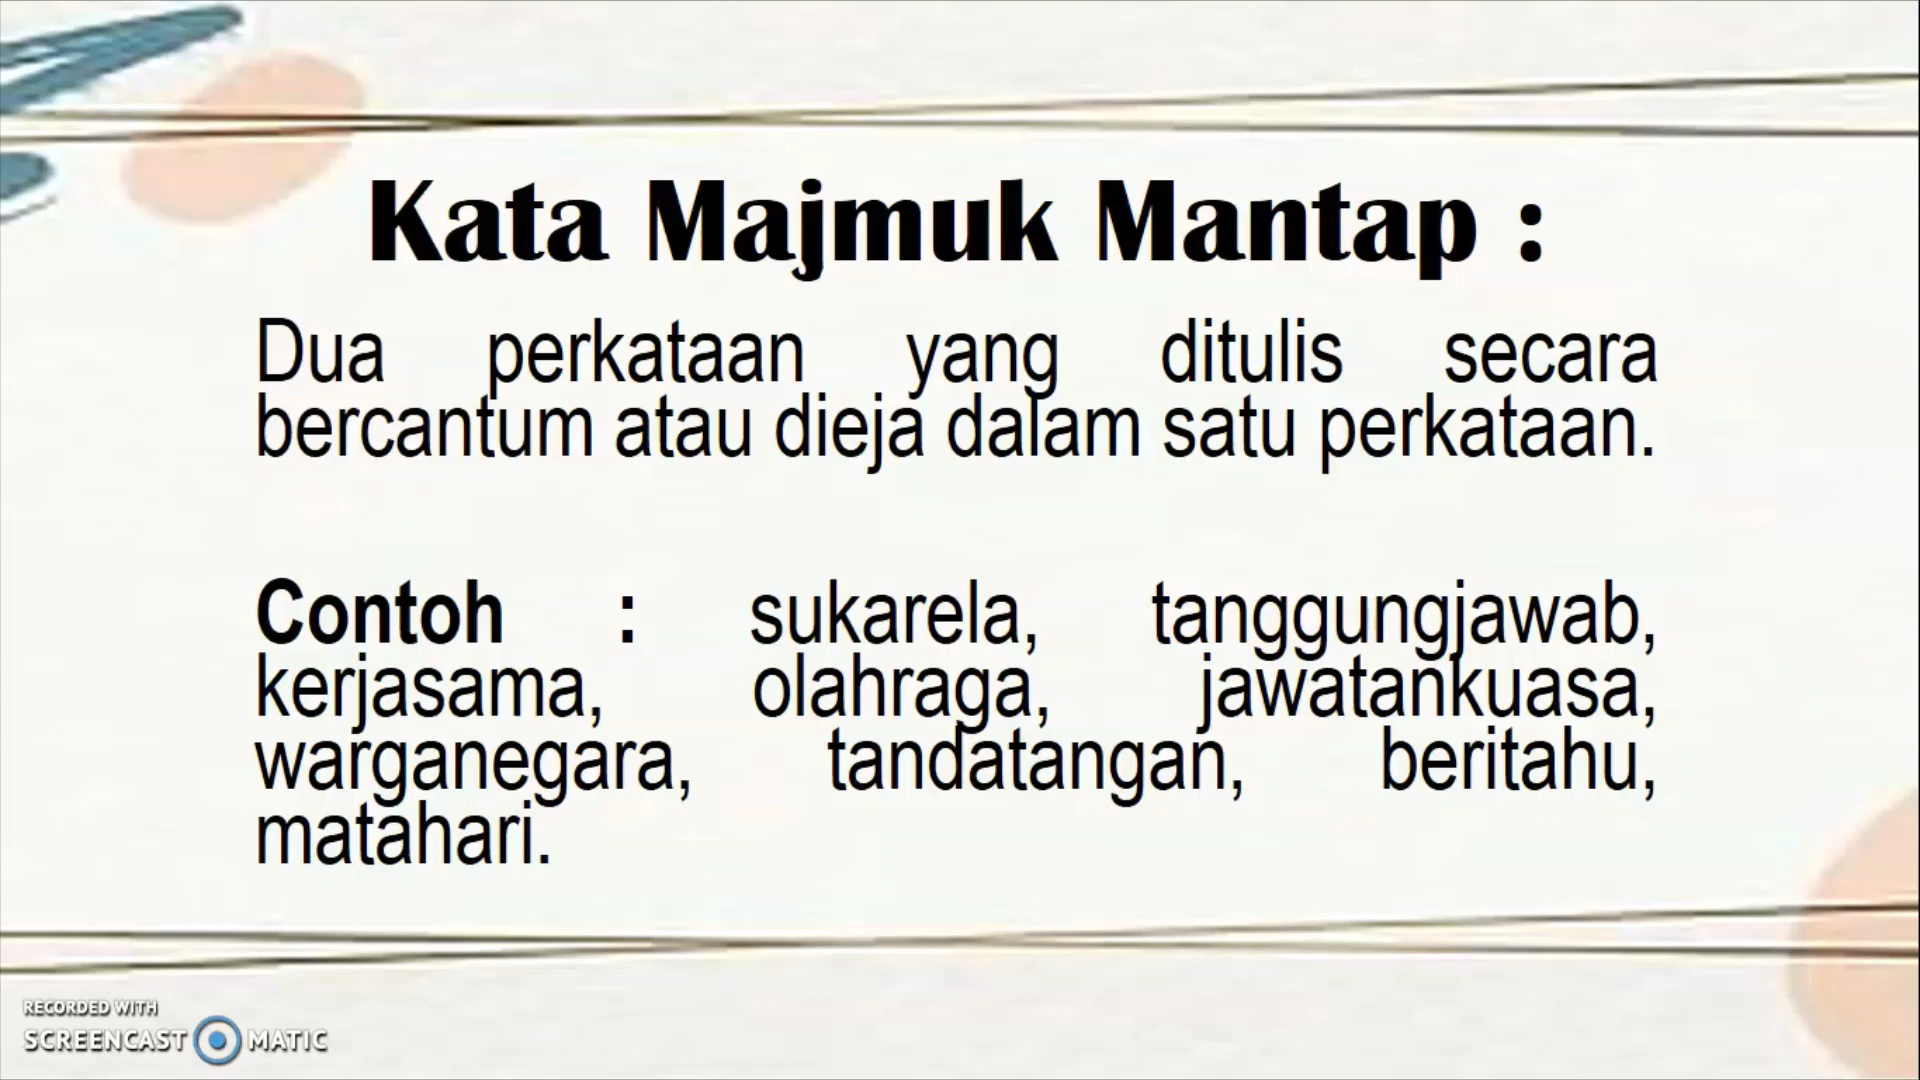 Kata Majmuk Mantap :
Dua perkataan yang ditulis secara
bercantum atau dieja dalam satu perkataan.
Contoh : sukarela, tanggungjawab,
kerjasama, olahraga, jawatankuasa,
warganegara, tandatangan, beritahu,
matahari.
RECORDED WITH
SCREENCAST MATIC